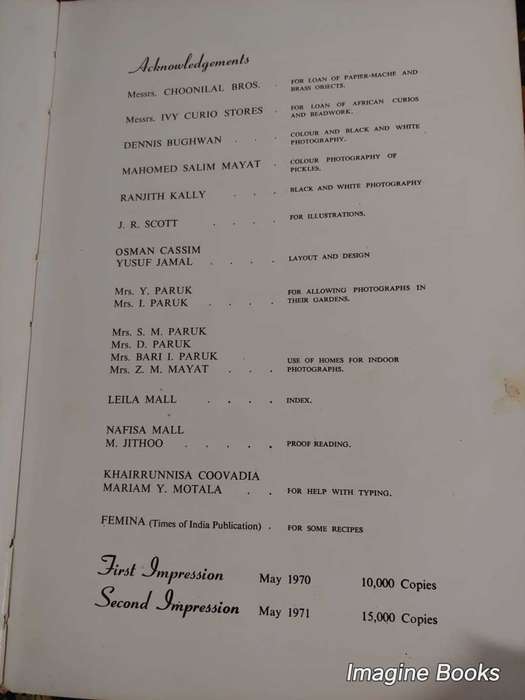 Acknowledgements
Messrs. CHOONILAL BROS. . FOR LOAN OF PAPIER-MACHE AND
BRASS OBJECTS.
Messrs. IVY CURIO STORES . FOR LOAN OF AFRICAN CURIOS
AND BEADWORK.
DENNIS BUGHWAN . . . COLOUR AND BLACK AND WHITE
PHOTOGRAPHY.
MAHOMED SALIM MAYAT . COLOUR PHOTOGRAPHY OF
PICKLES.
RANJITH KALLY . . . BLACK AND WHITE PHOTOGRAPHY
J. R. SCOTT . . . . FOR ILLUSTRATIONS.
OSMAN CASSIM
YUSUF JAMAL . . . . LAYOUT AND DESIGN
Mrs. Y. PARUK FOR ALLOWING PHOTOGRAPHS IN
Mrs. I. PARUK . . . . THEIR GARDENS.
Mrs. S. M. PARUK
Mrs. D. PARUK
Mrs. BARI I. PARUK USE OF HOMES FOR INDOOR
Mrs. Z. M. MAYAT . . . PHOTOGRAPHS.
LEILA MALL . . . . INDEX.
NAFISA MALL
M. JITHOO . . . . . PROOF READING.
KHAIRRUNNISA COOVADIA
MARIAM Y. MOTALA . . FOR HELP WITH TYPING.
FEMINA (Times of India Publication) . FOR SOME RECIPES
First Impression May 1970 10,000 Copies
Second Impression May 1971 15,000 Copies
Imagine Books